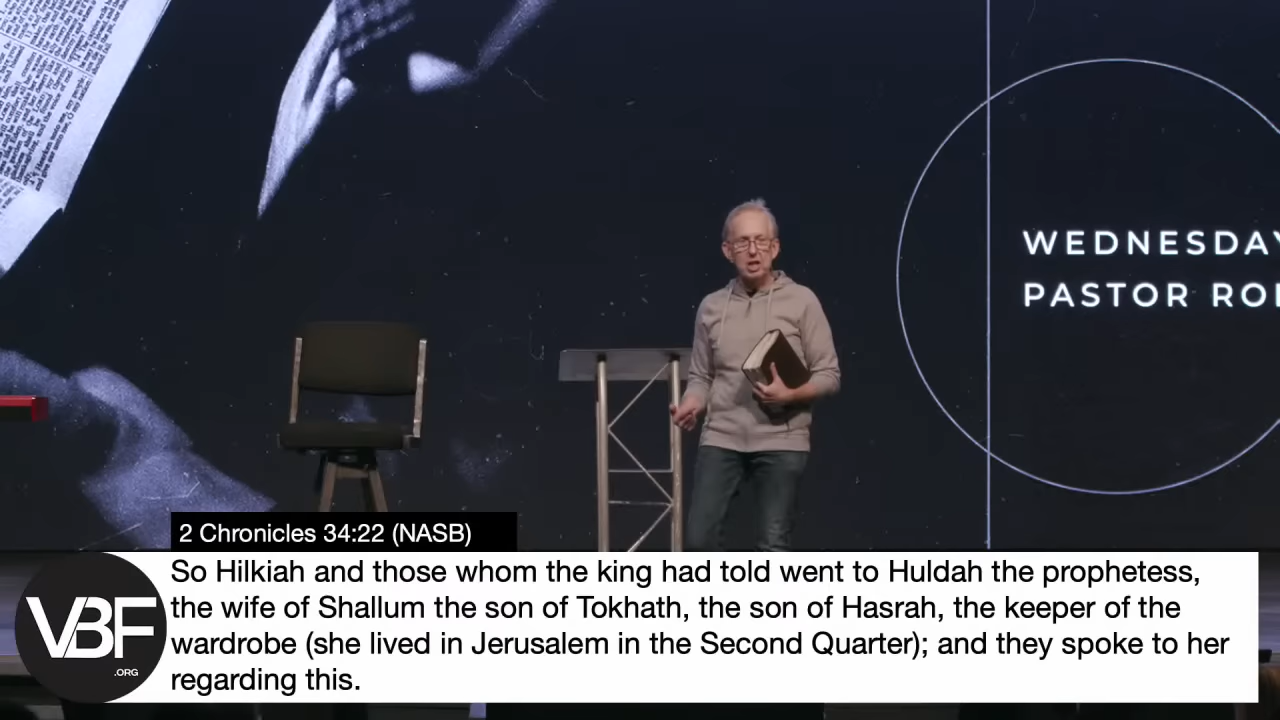 WEDNESDAY
PASTOR
2 Chronicles 34:22 (NASB)
So Hilkiah and those whom the king had told went to Huldah the prophetess,
the wife of Shallum the son of Tokhath, the son of Hasrah, the keeper of the
wardrobe (she lived in Jerusalem in the Second Quarter); and they spoke to her
regarding this.
VBF
.ORG